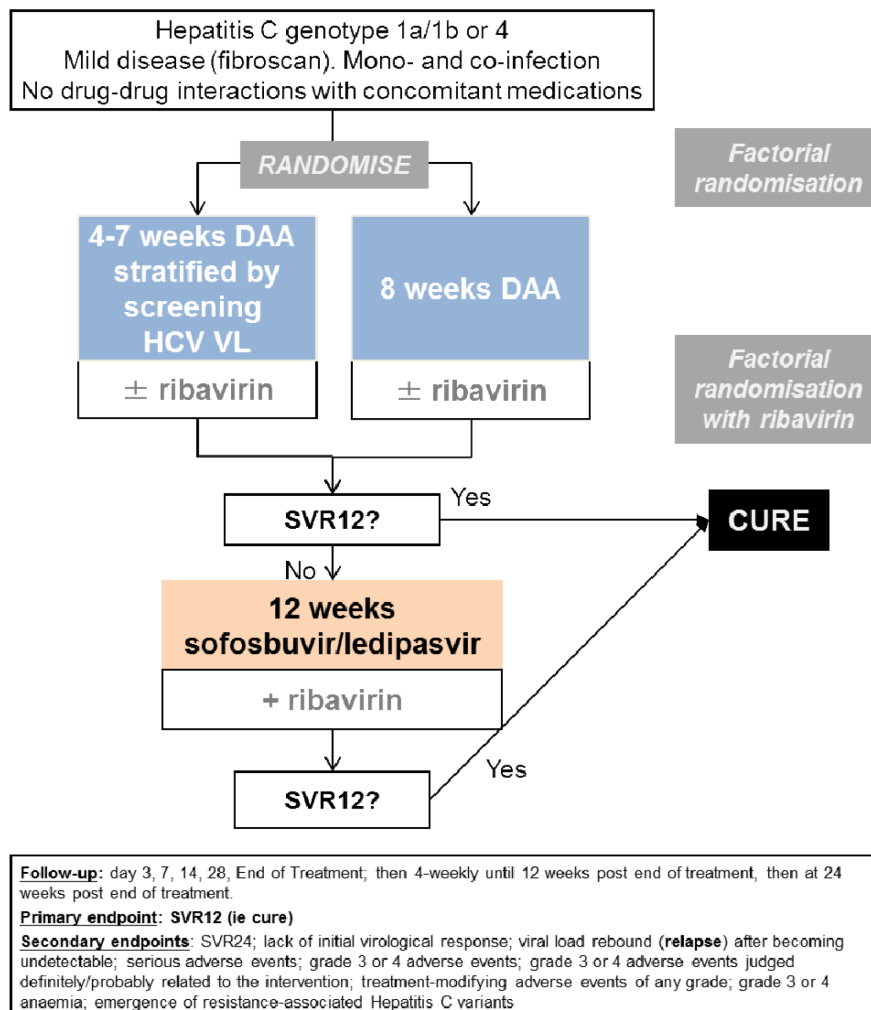 Hepatitis C genotype 1a/1b or 4
Mild disease (fibroscan). Mono- and co-infection
No drug-drug interactions with concomitant medications
RANDOMISE
Factorial
randomisation
4-7 weeks DAA
stratified by
screening
HCV VL
8 weeks DAA
± ribavirin
± ribavirin
Factorial
randomisation
with ribavirin
SVR12?
Yes
CURE
No
12 weeks
sofosbuvir/ledipasvir
+ ribavirin
SVR12?
Yes
Follow-up: day 3, 7, 14, 28, End of Treatment; then 4-weekly until 12 weeks post end of treatment, then at 24
weeks post end of treatment.
Primary endpoint: SVR12 (ie cure)
Secondary endpoints: SVR24; lack of initial virological response; viral load rebound (relapse) after becoming
undetectable; serious adverse events; grade 3 or 4 adverse events; grade 3 or 4 adverse events judged
definitely/probably related to the intervention; treatment-modifying adverse events of any grade; grade 3 or 4
anaemia; emergence of resistance-associated Hepatitis C variants